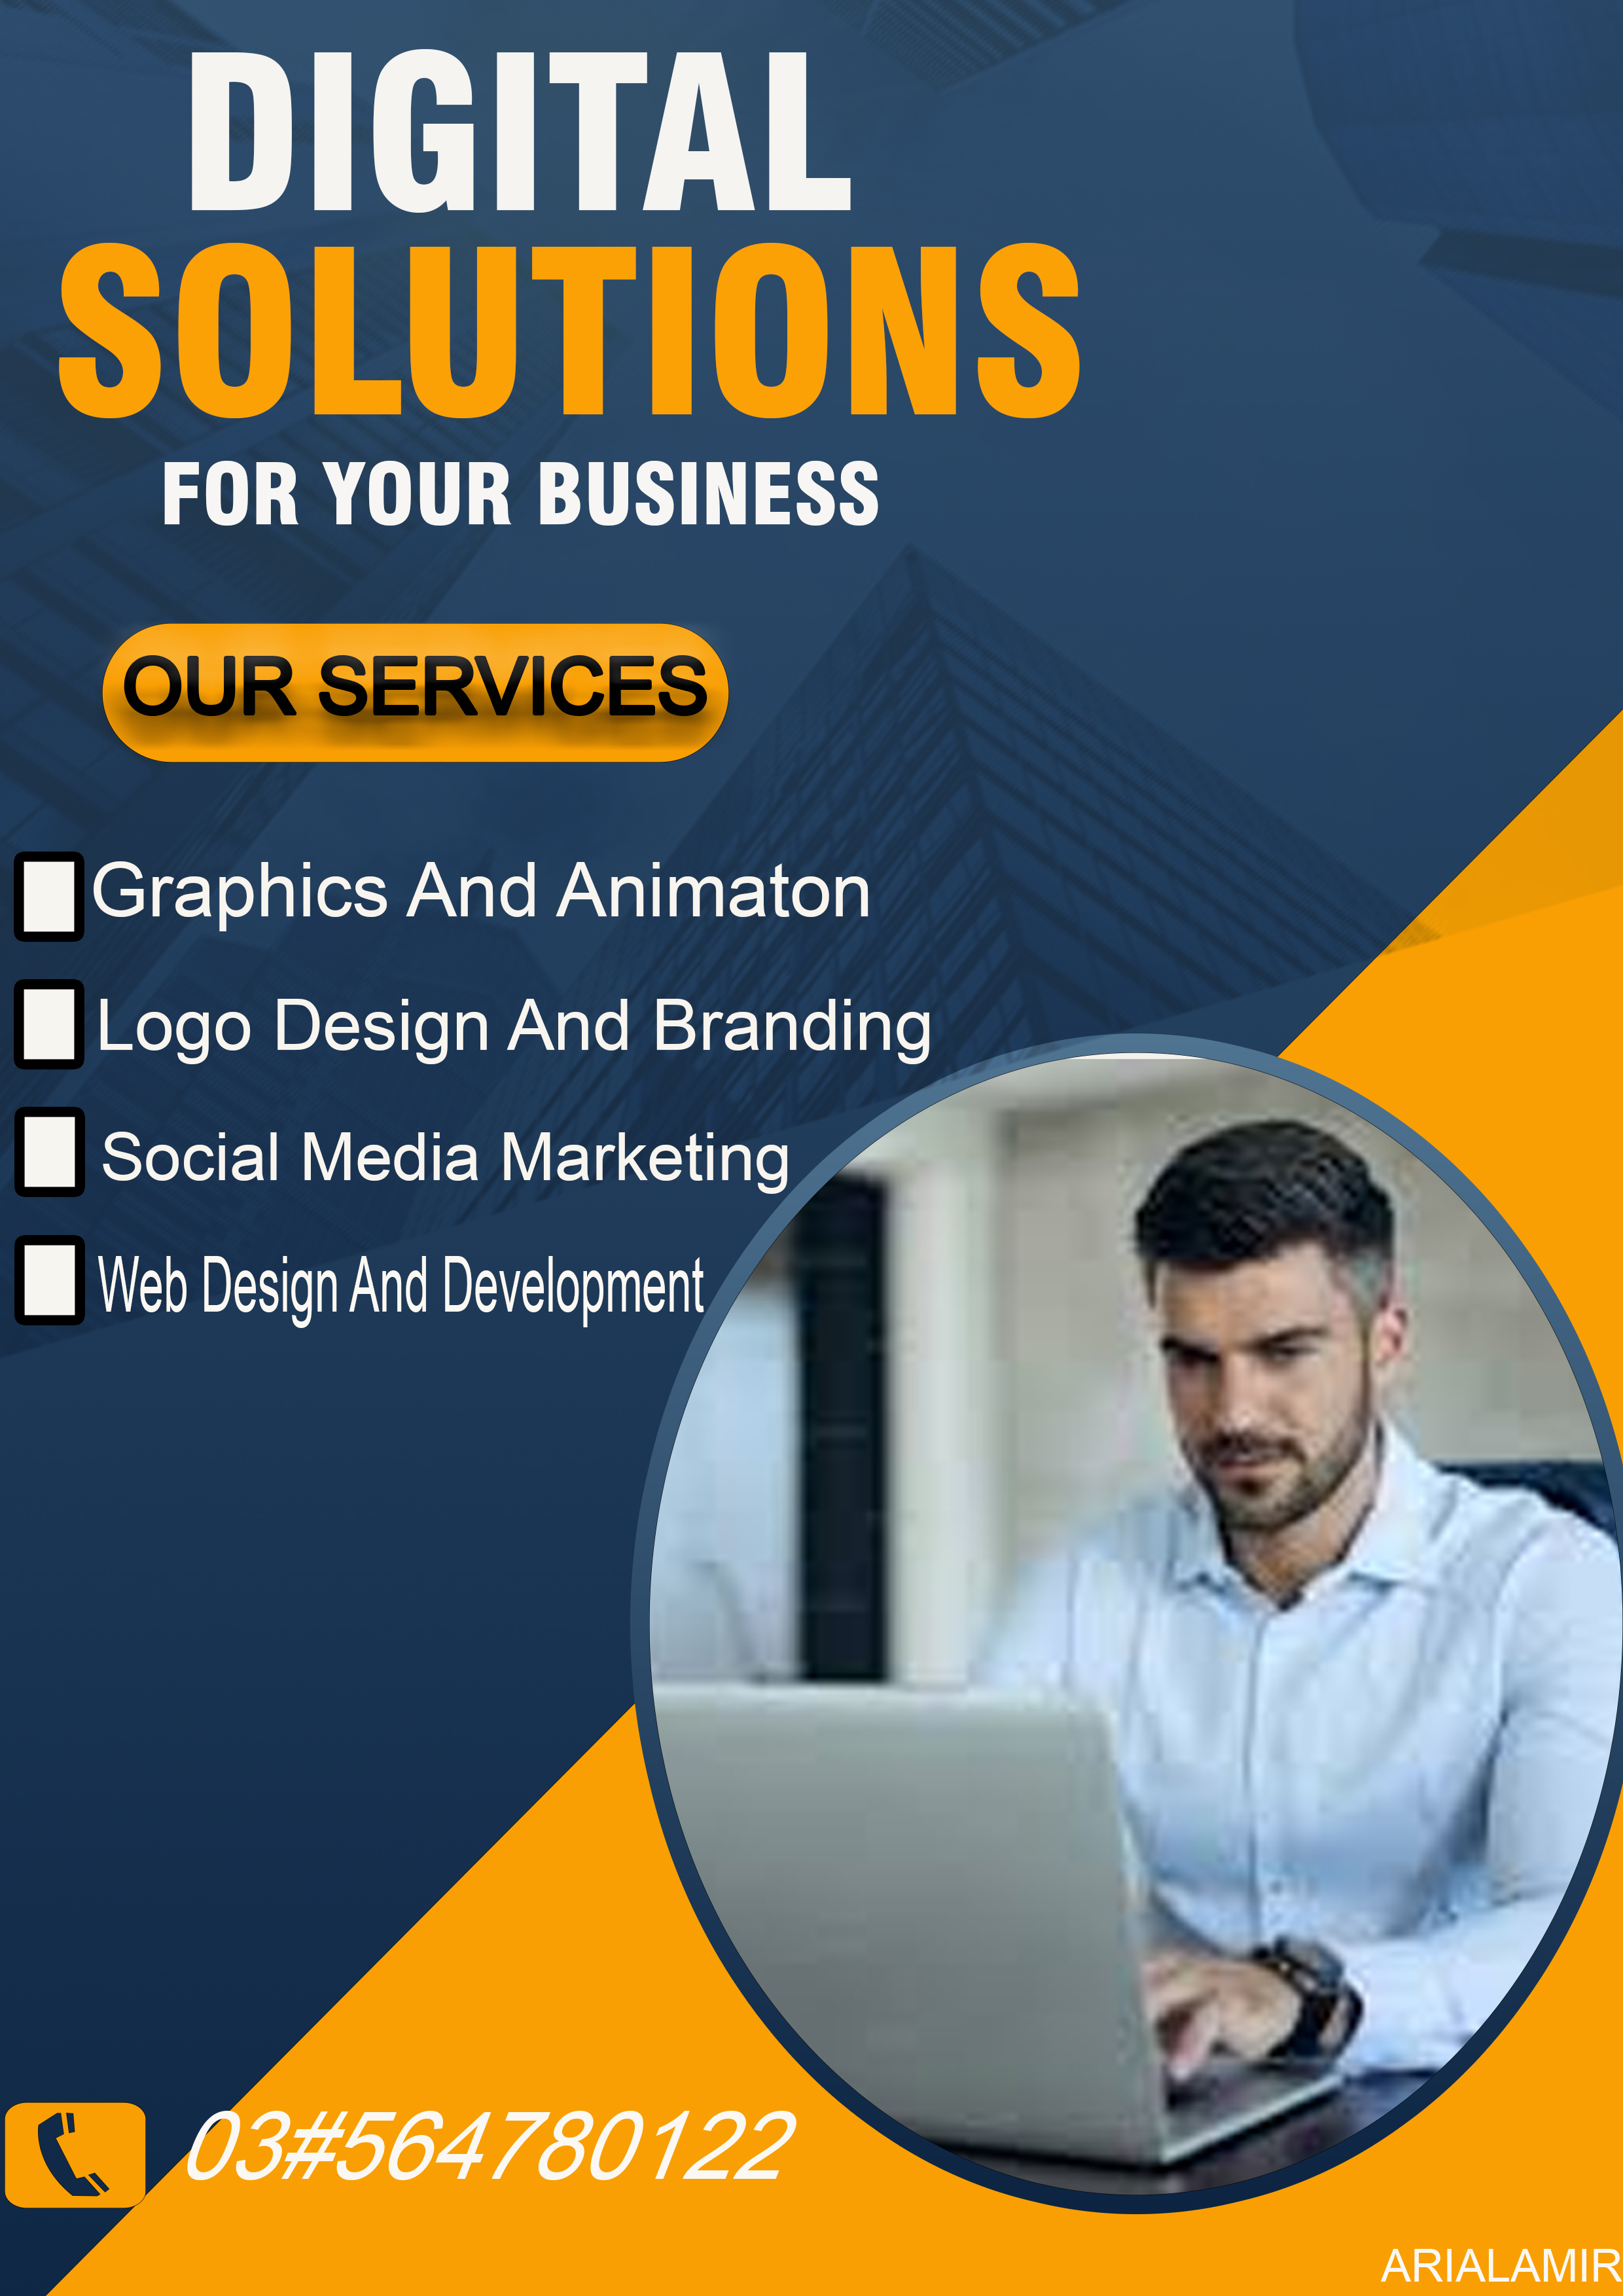 DIGITAL
SOLUTIONS
FOR YOUR BUSINESS
OUR SERVICES
Graphics And Animaton
Logo Design And Branding
Social Media Marketing
Web Design And Development
03#564780122
ARIALAMIR